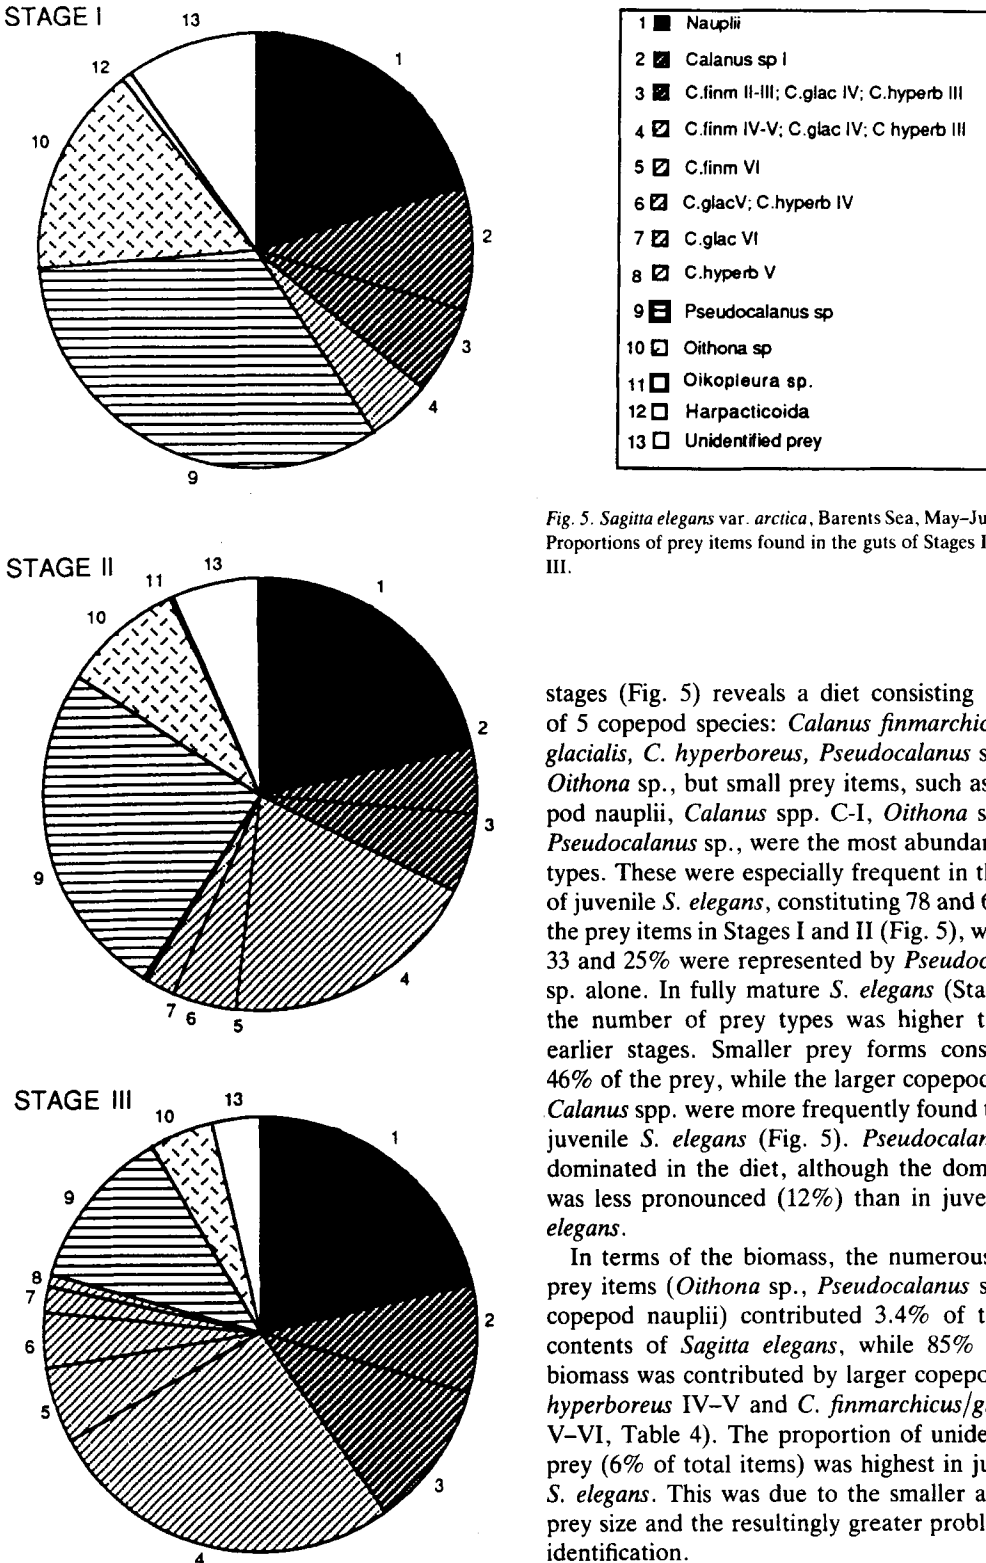 STAGE I
13
12
1
10
2
3
4
9
1 Nauplii
2 Calanus sp I
3 C.finm II-III; C.glac IV; C.hyperb III
4 C.finm IV-V; C.glac IV; C hyperb III
5 C.finm VI
6 C.glacV; C.hyperb IV
7 C.glac VI
8 C.hyperb V
9 Pseudocalanus sp
10 Oithona sp
11 Oikopleura sp.
12 Harpacticoida
13 Unidentified prey
Fig. 5. Sagitta elegans var. arctica, Barents Sea, May–Ju
Proportions of prey items found in the guts of Stages I
III.
STAGE II
11
13
1
10
2
3
9
4
7
6
5
STAGE III
10
13
1
9
8
7
2
6
5
3
4
stages (Fig. 5) reveals a diet consisting
of 5 copepod species: Calanus finmarchic
glacialis, C. hyperboreus, Pseudocalanus s
Oithona sp., but small prey items, such as
pod nauplii, Calanus spp. C-I, Oithona s
Pseudocalanus sp., were the most abundan
types. These were especially frequent in th
of juvenile S. elegans, constituting 78 and 6
the prey items in Stages I and II (Fig. 5), w
33 and 25% were represented by Pseudoc
sp. alone. In fully mature S. elegans (Sta
the number of prey types was higher t
earlier stages. Smaller prey forms cons
46% of the prey, while the larger copepod
Calanus spp. were more frequently found t
juvenile S. elegans (Fig. 5). Pseudocalan
dominated in the diet, although the dom
was less pronounced (12%) than in juve
elegans.
In terms of the biomass, the numerous
prey items (Oithona sp., Pseudocalanus s
copepod nauplii) contributed 3.4% of t
contents of Sagitta elegans, while 85%
biomass was contributed by larger copepo
hyperboreus IV–V and C. finmarchicus/g
V–VI, Table 4). The proportion of unide
prey (6% of total items) was highest in ju
S. elegans. This was due to the smaller a
prey size and the resultingly greater probl
identification.